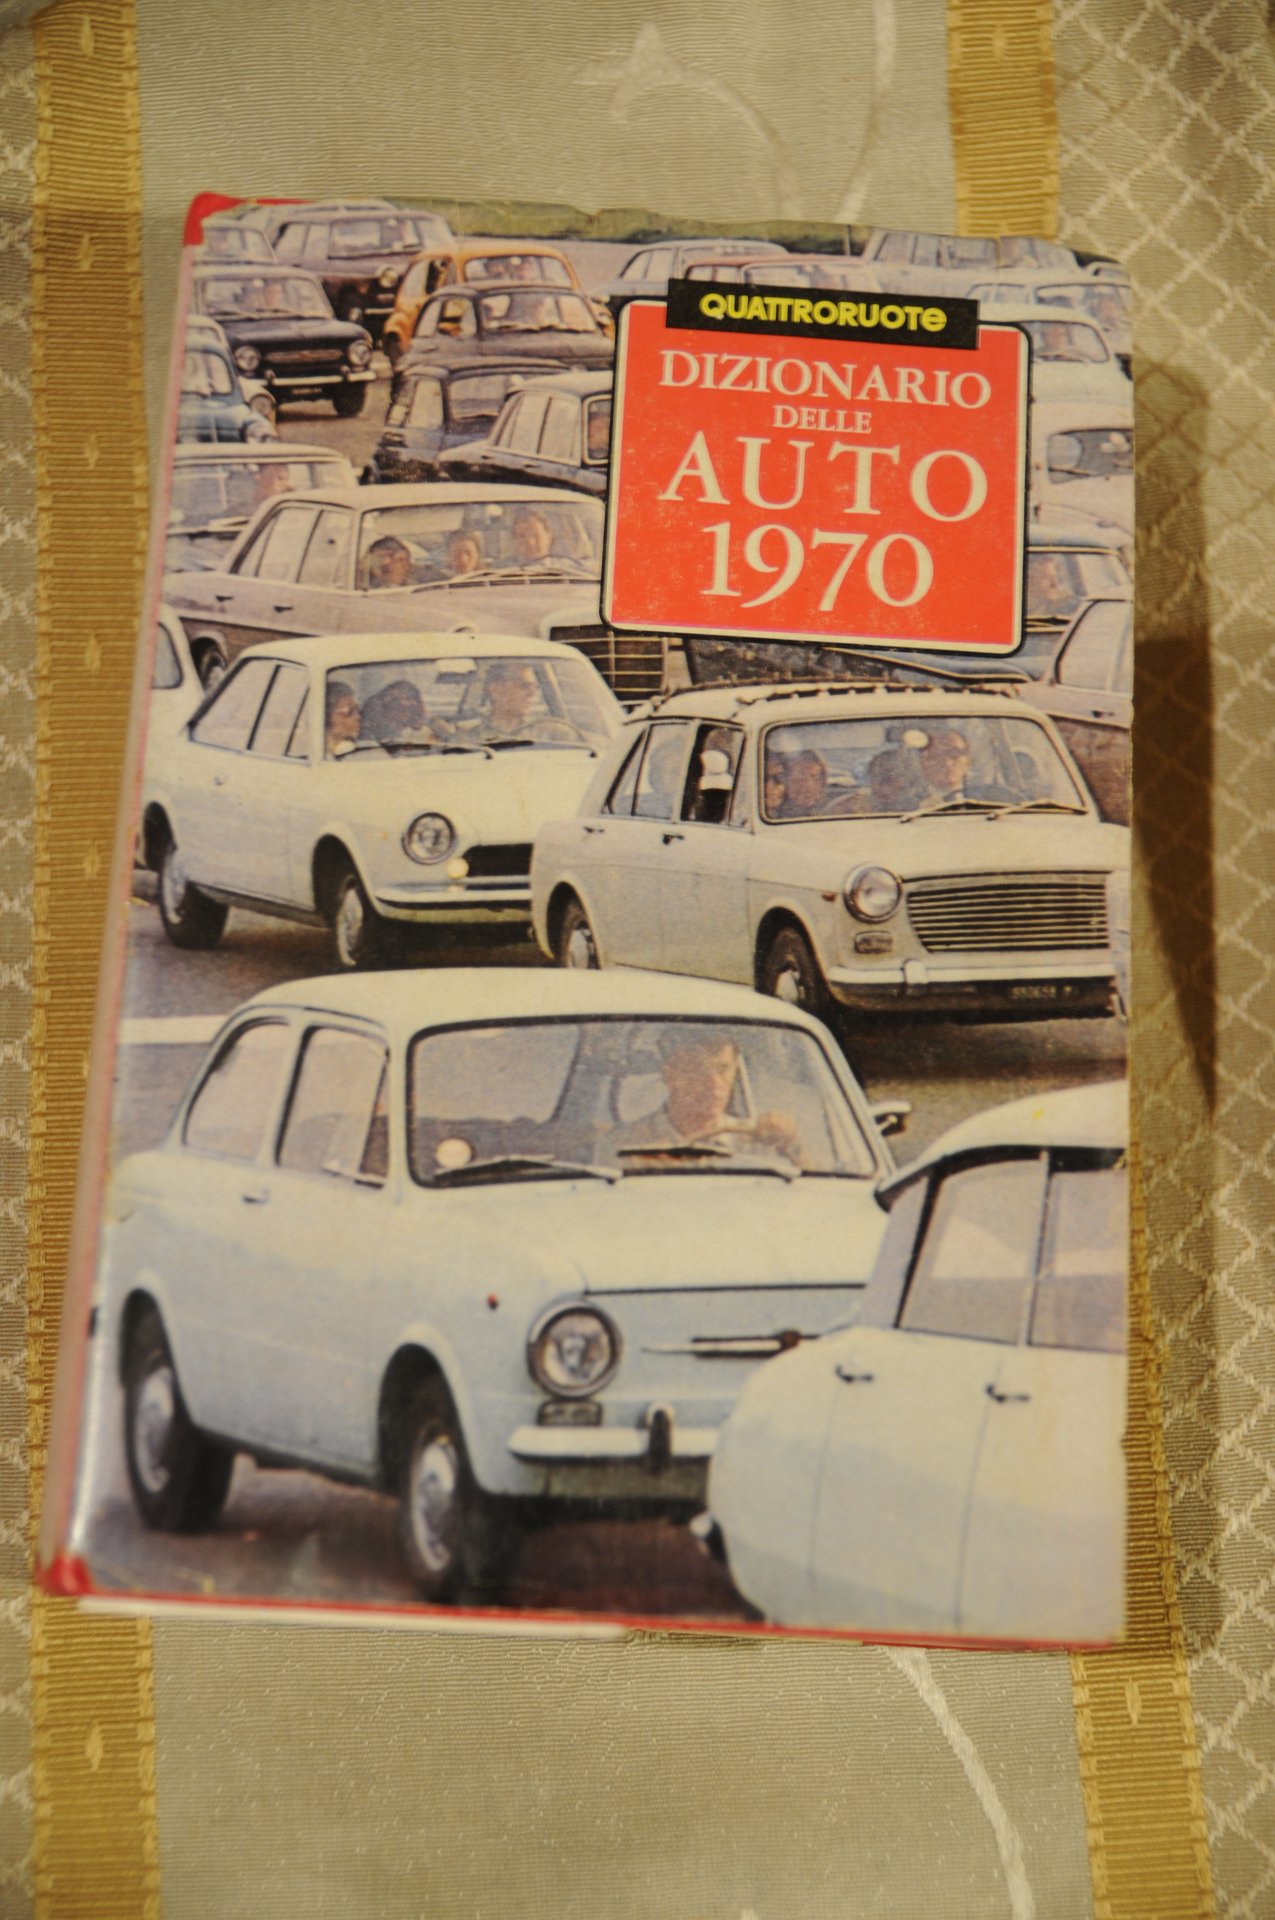 QUATTRORUOTe
DIZIONARIO
DELLE
AUTO
1970